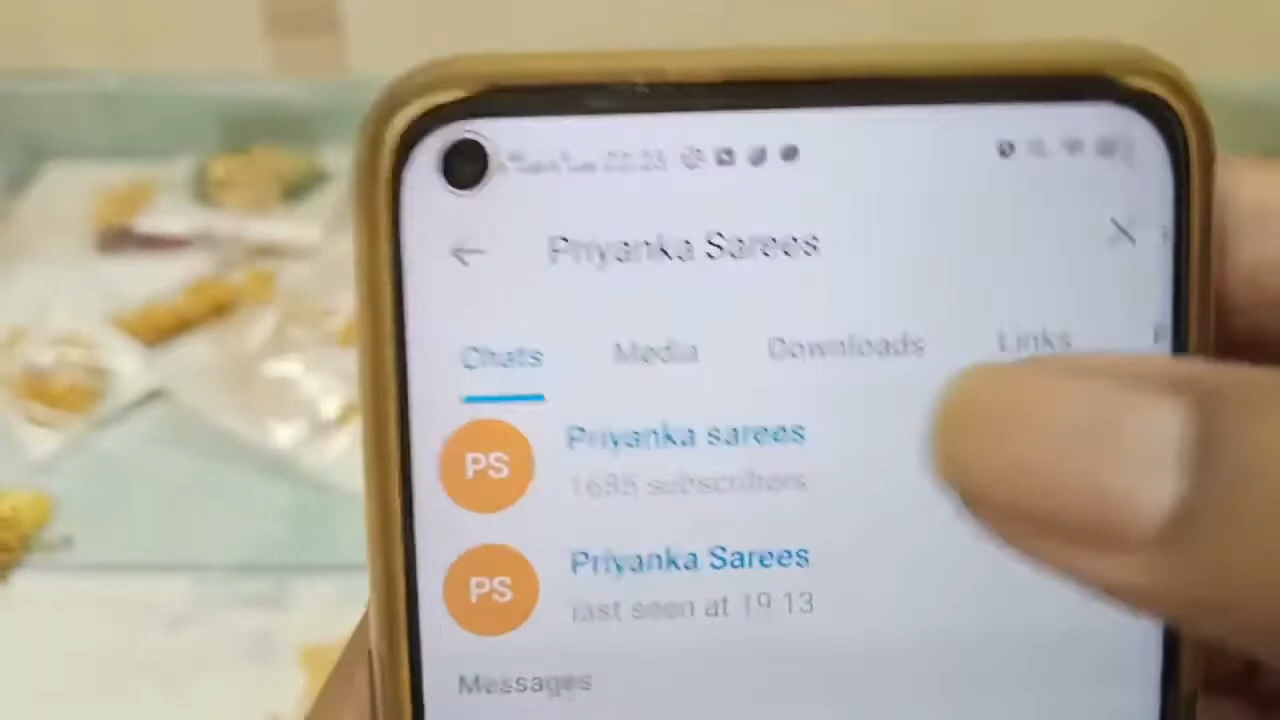 Priyanka Sarees
Chats Media Downloads Links
PS Priyanka sarees
1685 subscribers
PS Priyanka Sarees
last seen at 19 13
Messages